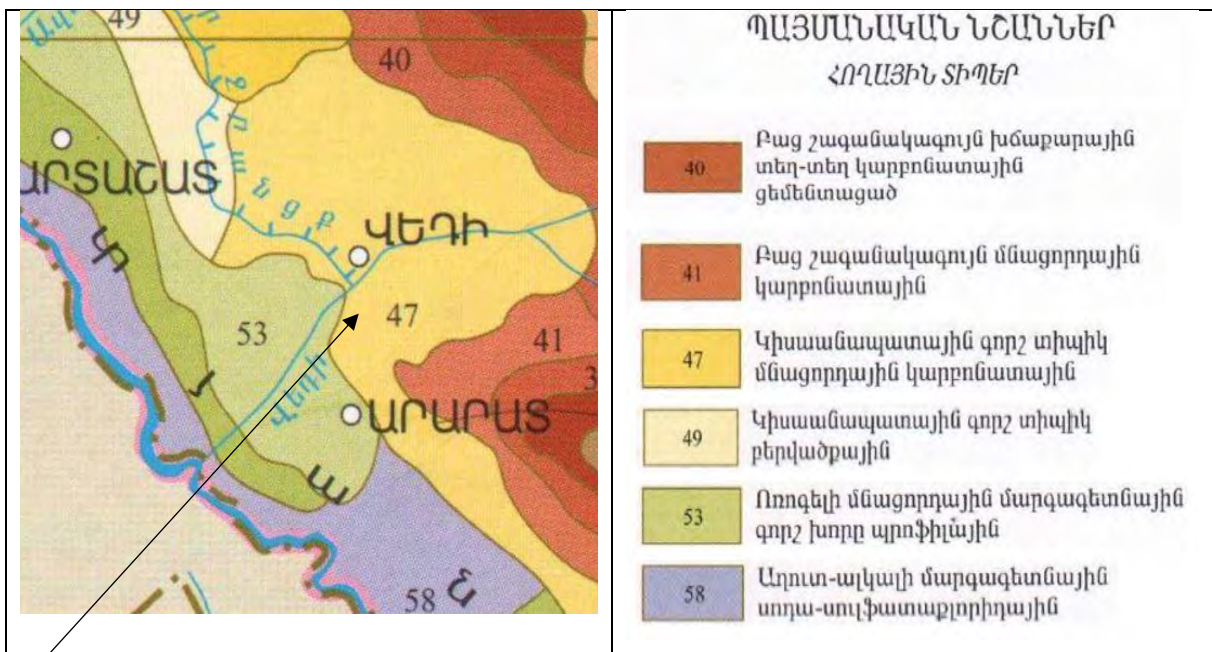 49
40
ԱՐՏԱՇԱՏ
ջրանցք
ՎԵԴԻ
47
53
41
Վեդի
ԱՐԱՐԱՏ
58
ՊԱՅՄԱՆԱԿԱՆ ՆՇԱՆՆԵՐ
ՀՈՂԱՅԻՆ ՏԻՊԵՐ
40
Բաց շագանակագույն խճաքարային
տեղ-տեղ կարբոնատային
ցեմենտացած
41
Բաց շագանակագույն մնացորդային
կարբոնատային
47
Կիսաանապատային գորշ տիպիկ
մնացորդային կարբոնատային
49
Կիսաանապատային գորշ տիպիկ
բերվածքային
53
Ոռոգելի մնացորդային մարգագետնային
գորշ խորը պրոֆիլային
58
Աղուտ-ալկալի մարգագետնային
սոդա-սուլֆատաքլորիդային